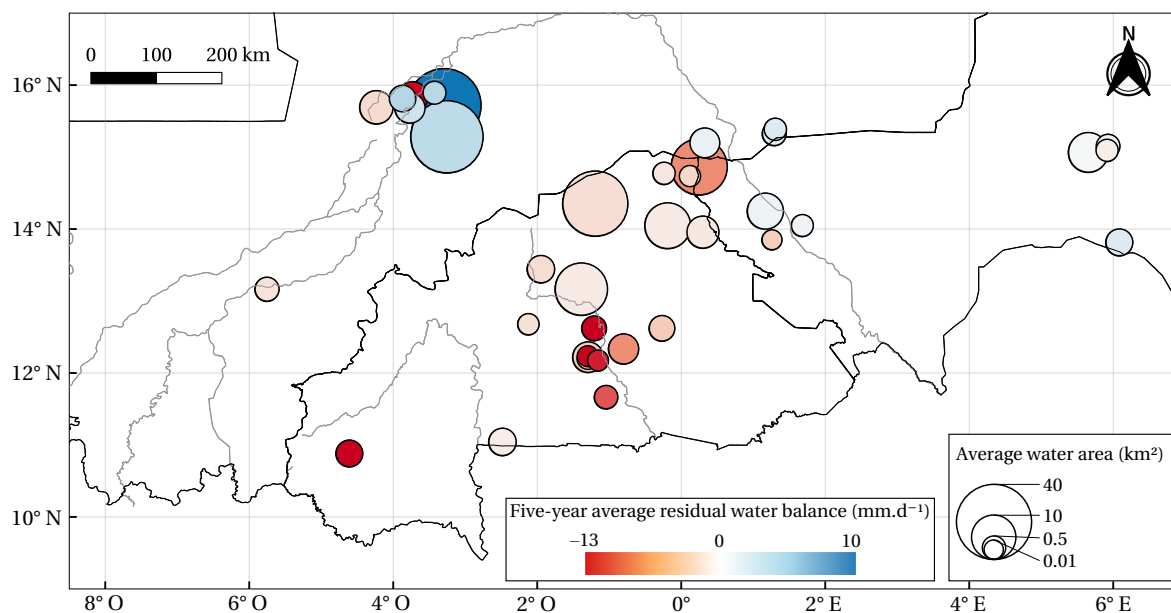 0 100 200 km
N
16° N
14° N
12° N
10° N
Average water area (km²)
40
10
0.5
0.01
Five-year average residual water balance (mm.d⁻¹)
–13 0 10
8° O 6° O 4° O 2° O 0° 2° E 4° E 6° E